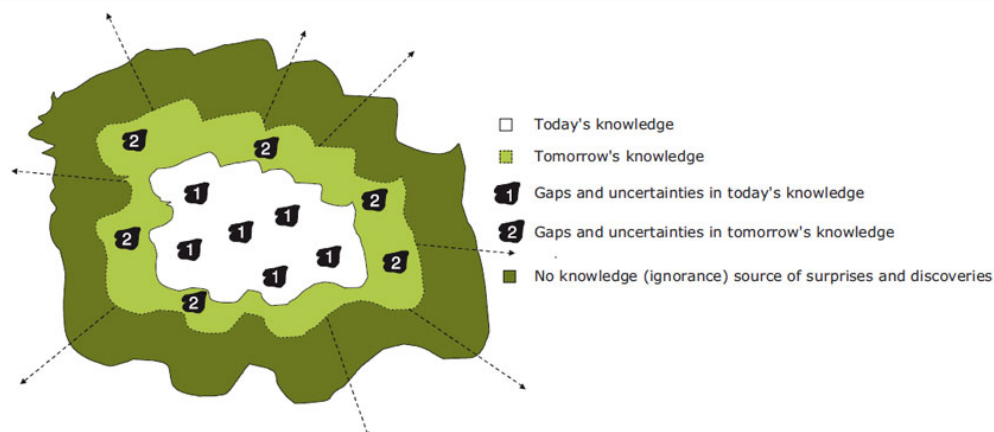 Today's knowledge
Tomorrow's knowledge
1 Gaps and uncertainties in today's knowledge
2 Gaps and uncertainties in tomorrow's knowledge
No knowledge (ignorance) source of surprises and discoveries
2
2
1
2
1
1
2
1
1
2
1
2